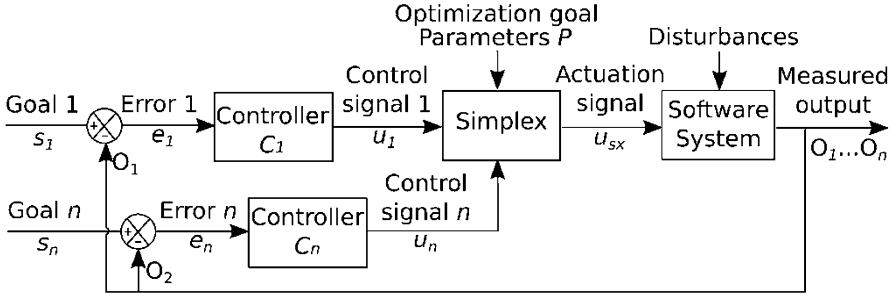 Optimization goal
Parameters P
Disturbances
Goal 1
s1
+
-
Error 1
e1
O1
Controller
C1
Control
signal 1
u1
Simplex
Actuation
signal
usx
Software
System
Measured
output
O1...On
Goal n
sn
+
-
Error n
en
O2
Controller
Cn
Control
signal n
un